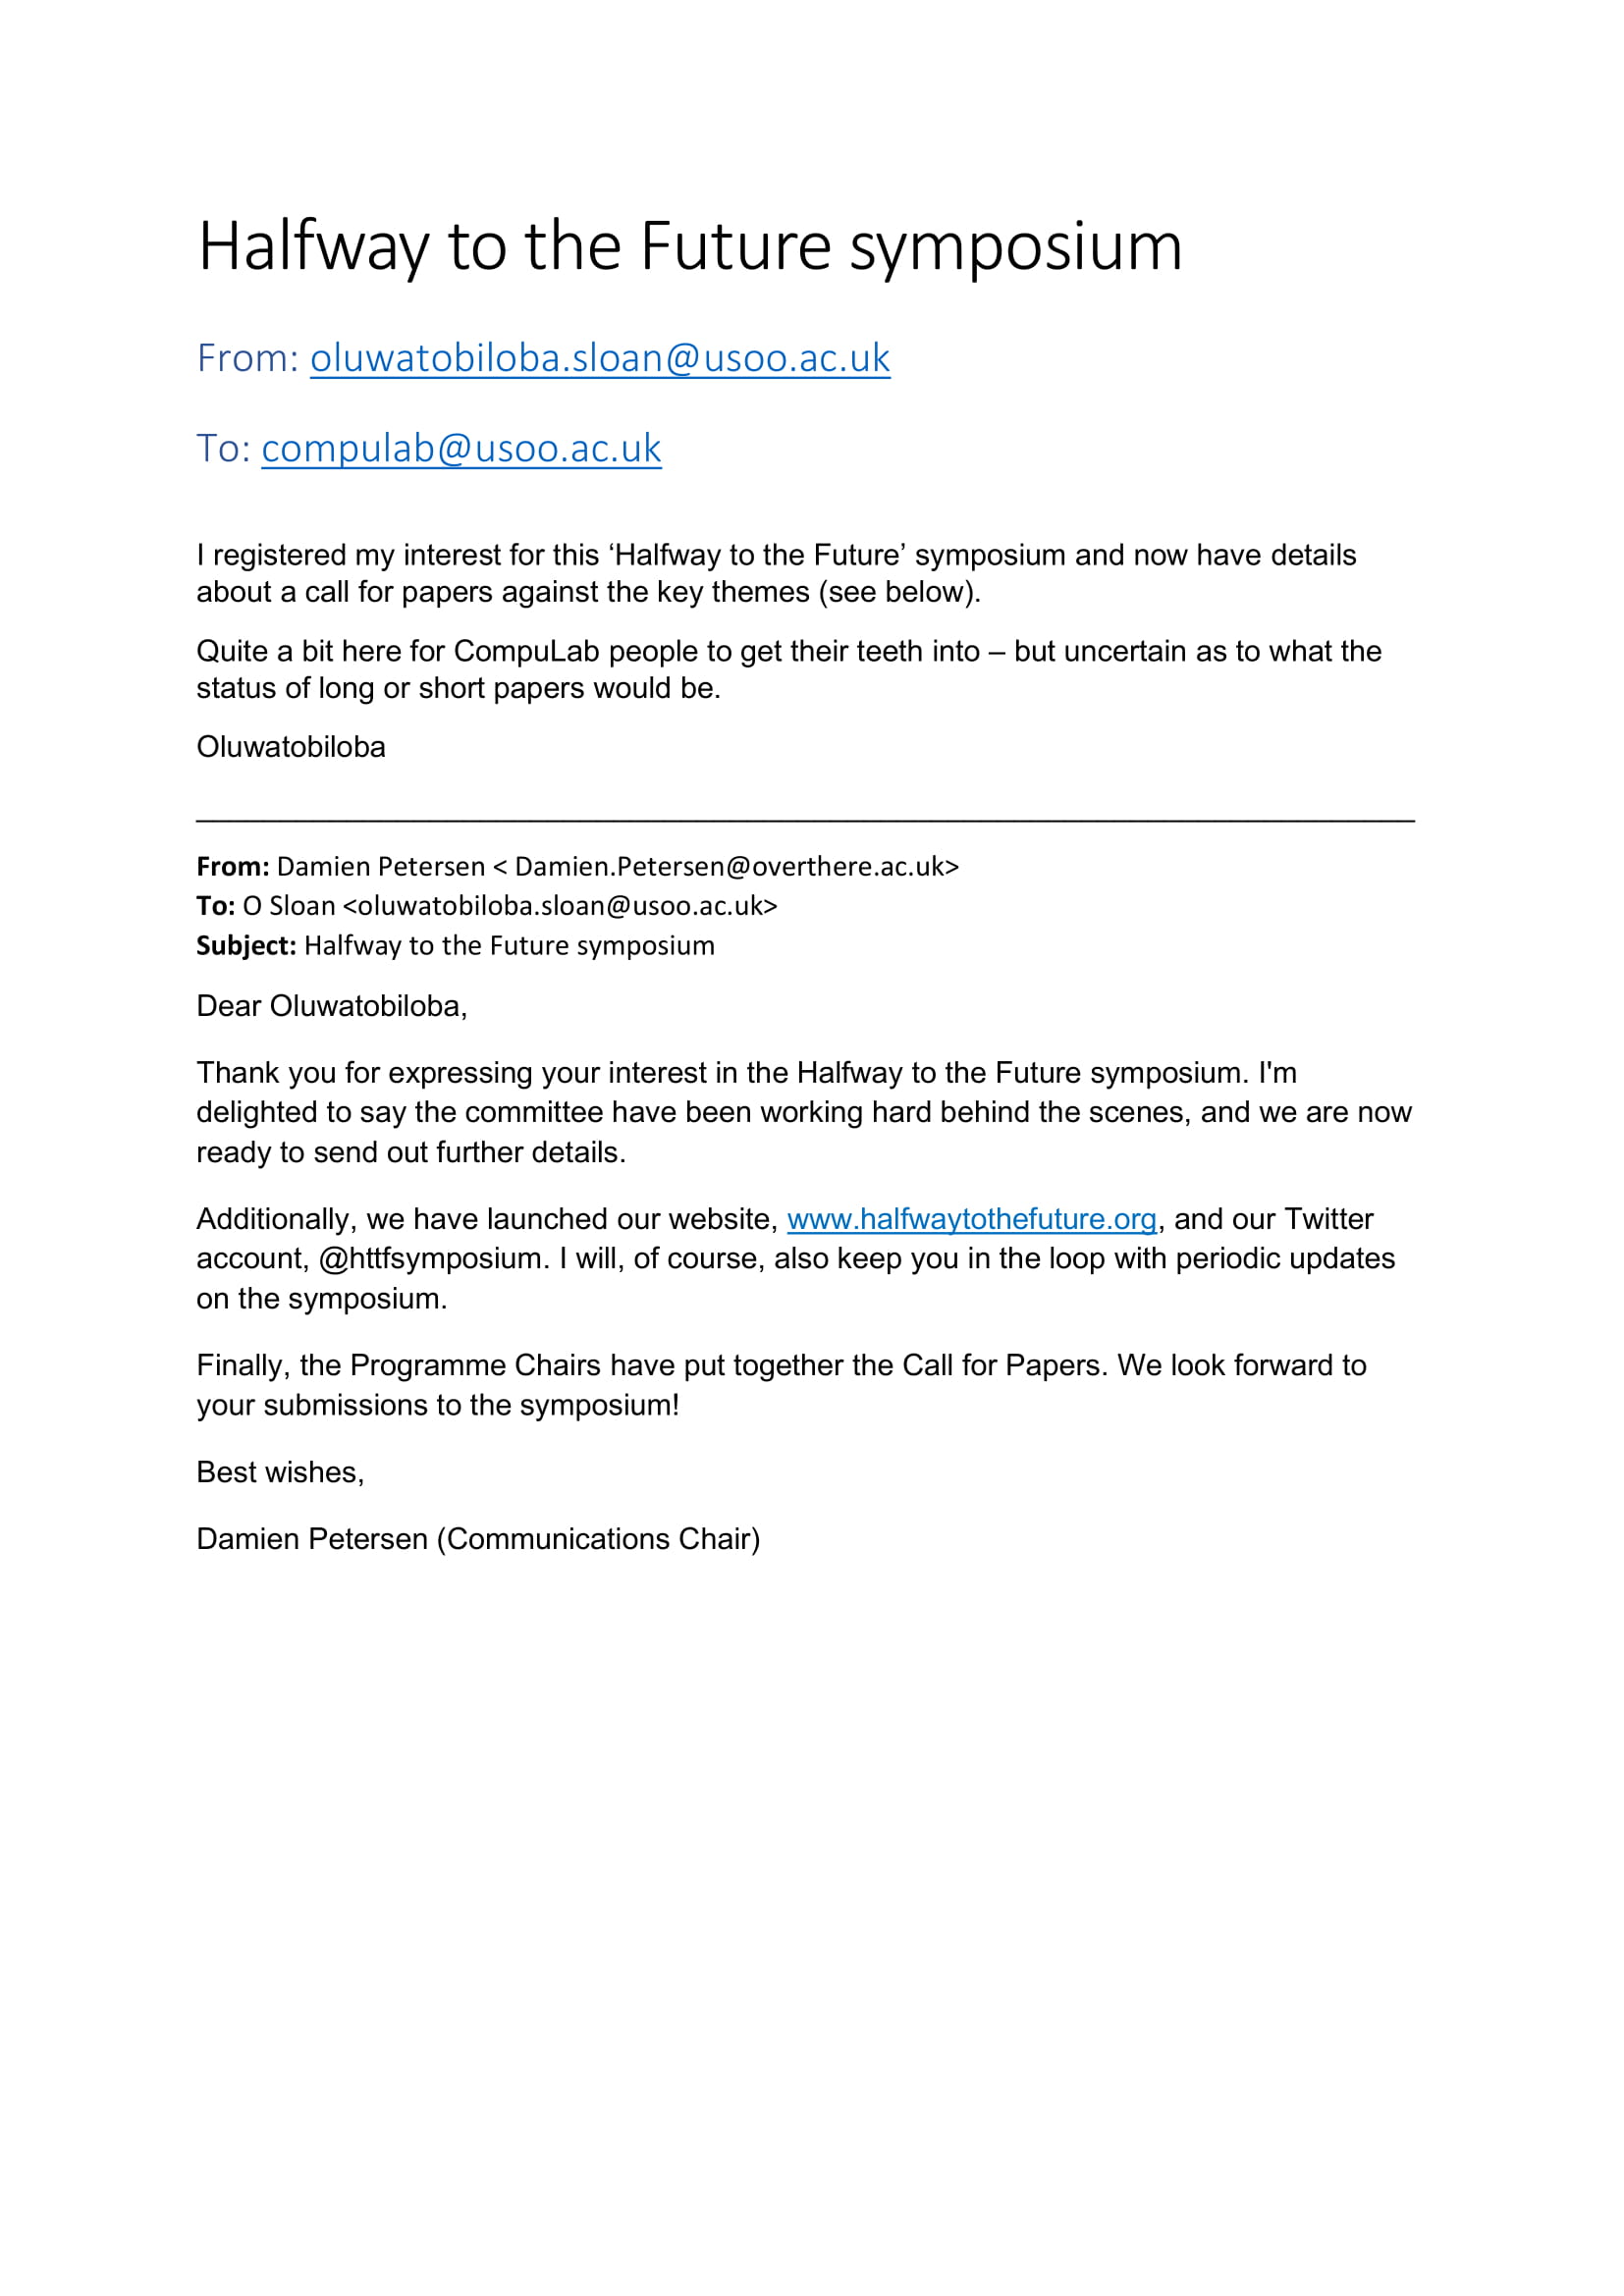 Halfway to the Future symposium
From: oluwatobiloba.sloan@usoo.ac.uk
To: compulab@usoo.ac.uk
I registered my interest for this ‘Halfway to the Future’ symposium and now have details
about a call for papers against the key themes (see below).
Quite a bit here for CompuLab people to get their teeth into – but uncertain as to what the
status of long or short papers would be.
Oluwatobiloba
From: Damien Petersen < Damien.Petersen@overthere.ac.uk>
To: O Sloan <oluwatobiloba.sloan@usoo.ac.uk>
Subject: Halfway to the Future symposium
Dear Oluwatobiloba,
Thank you for expressing your interest in the Halfway to the Future symposium. I'm
delighted to say the committee have been working hard behind the scenes, and we are now
ready to send out further details.
Additionally, we have launched our website, www.halfwaytothefuture.org, and our Twitter
account, @httfsymposium. I will, of course, also keep you in the loop with periodic updates
on the symposium.
Finally, the Programme Chairs have put together the Call for Papers. We look forward to
your submissions to the symposium!
Best wishes,
Damien Petersen (Communications Chair)